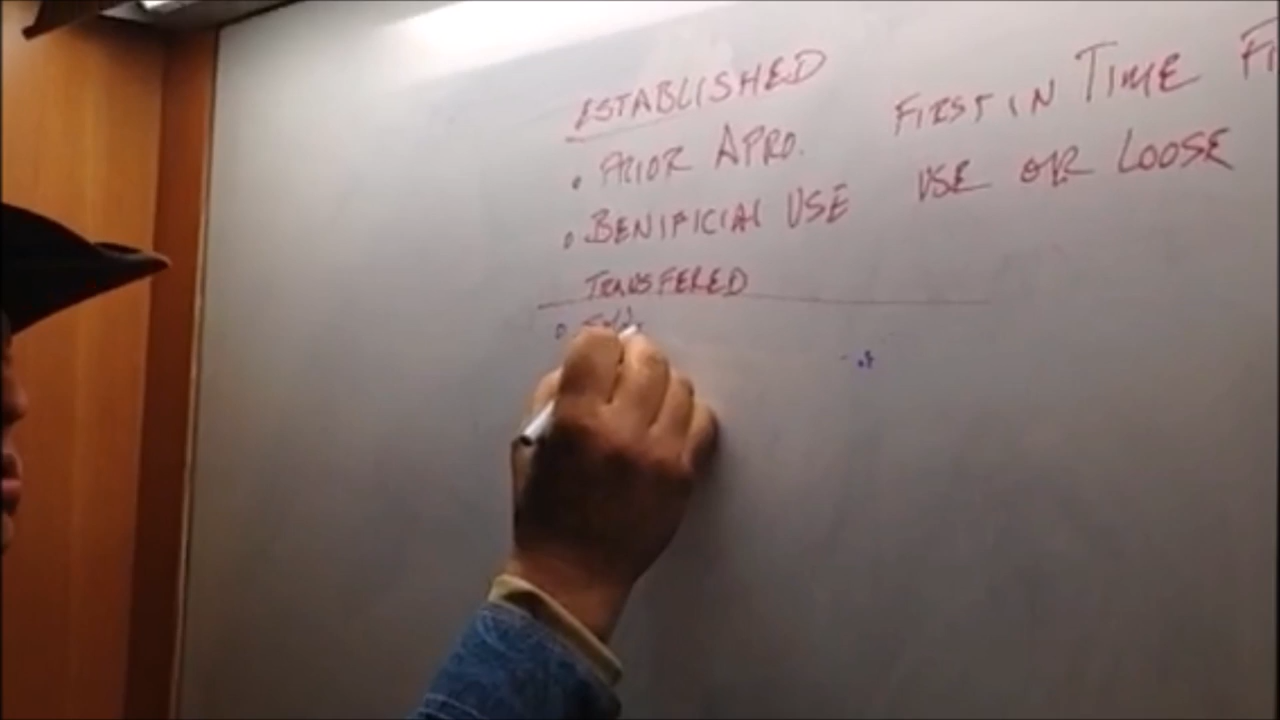 ESTABLISHED
• PRIOR APRO. FIRST IN TIME
• BENIFICIAL USE USE OR LOOSE
TRANSFERED